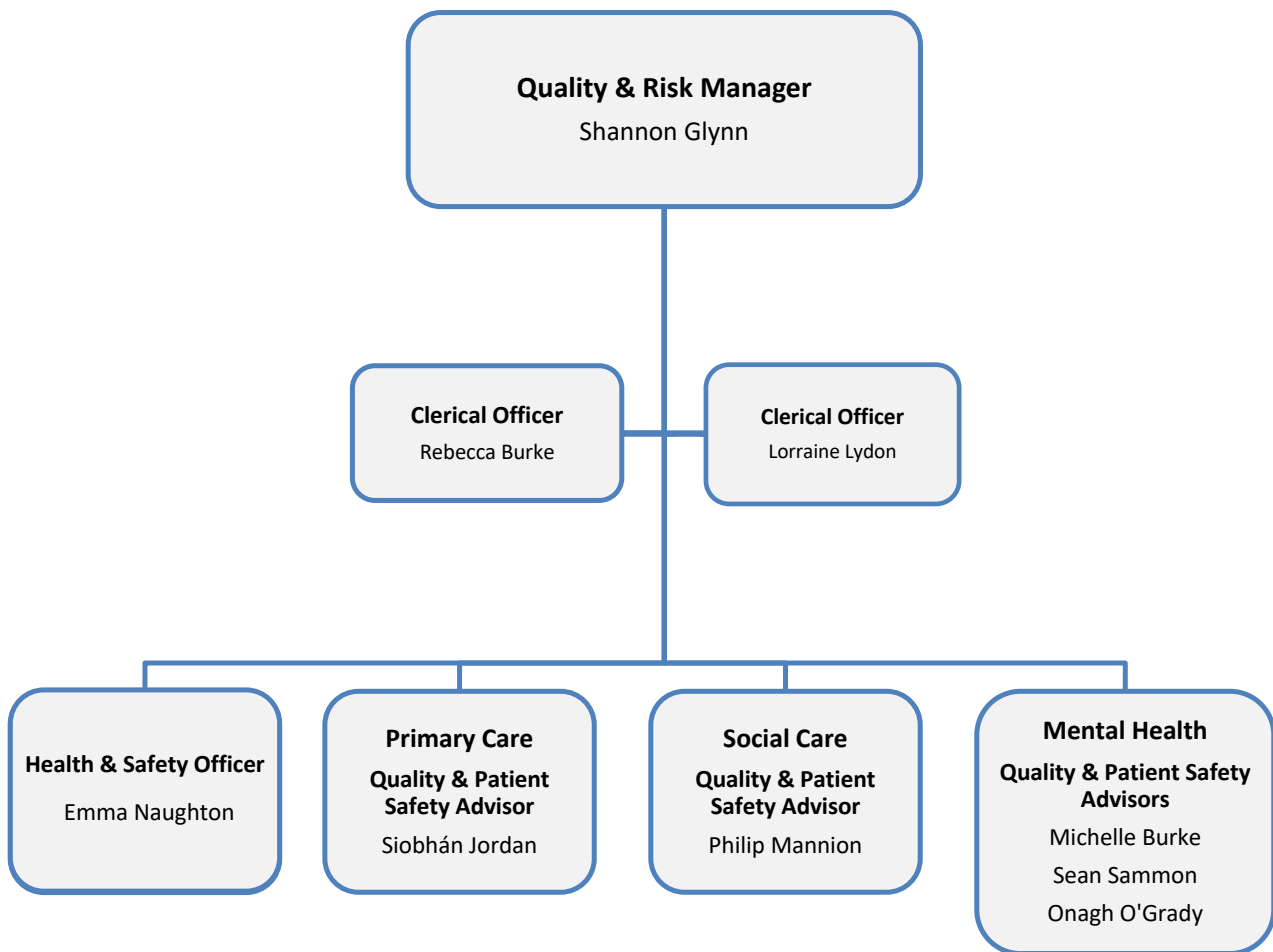 Quality & Risk Manager
Shannon Glynn
Clerical Officer
Rebecca Burke
Clerical Officer
Lorraine Lydon
Health & Safety Officer
Emma Naughton
Primary Care
Quality & Patient
Safety Advisor
Siobhán Jordan
Social Care
Quality & Patient
Safety Advisor
Philip Mannion
Mental Health
Quality & Patient Safety
Advisors
Michelle Burke
Sean Sammon
Onagh O'Grady